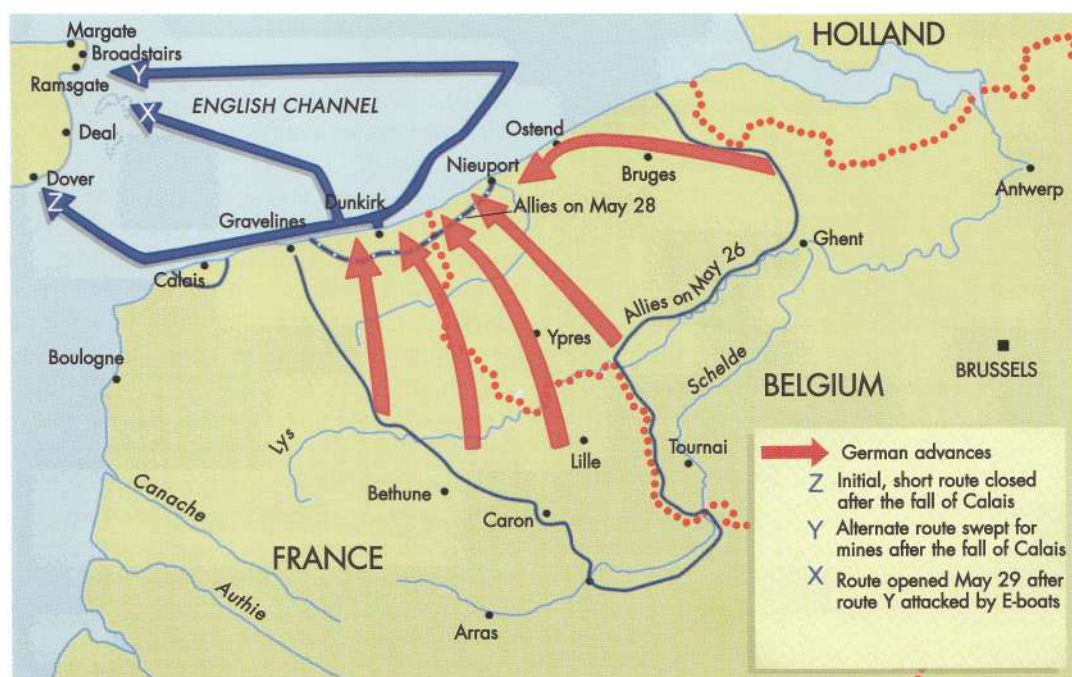 Margate
Broadstairs
Ramsgate
Y
X
ENGLISH CHANNEL
HOLLAND
Deal
Dover
Z
Ostend
Nieuport
Bruges
Antwerp
Dunkirk
Allies on May 28
Gravelines
Ghent
Calais
Allies on May 26
Boulogne
Ypres
Schelde
BRUSSELS
BELGIUM
Lys
Lille
Tournai
Canache
Bethune
Caron
FRANCE
Authie
Arras
German advances
Z Initial, short route closed
after the fall of Calais
Y Alternate route swept for
mines after the fall of Calais
X Route opened May 29 after
route Y attacked by E-boats